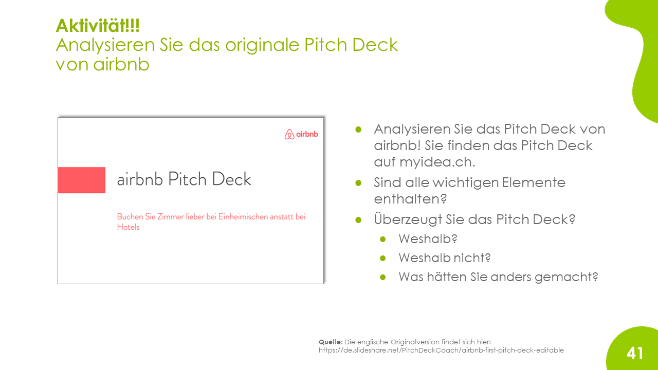 Aktivität!!!
Analysieren Sie das originale Pitch Deck
von airbnb
airbnb
airbnb Pitch Deck
Buchen Sie Zimmer lieber bei Einheimischen anstatt bei
Hotels
Analysieren Sie das Pitch Deck von
airbnb! Sie finden das Pitch Deck
auf myidea.ch.
Sind alle wichtigen Elemente
enthalten?
Überzeugt Sie das Pitch Deck?
Weshalb?
Weshalb nicht?
Was hätten Sie anders gemacht?
Quelle: Die englische Originalversion findet sich hier:
https://de.slideshare.net/PitchDeckCoach/airbnb-first-pitch-deck-editable
41